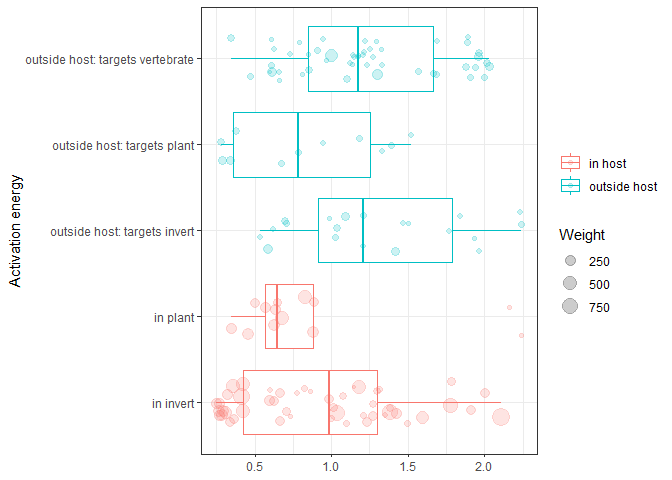 Activation energy
outside host: targets vertebrate
outside host: targets plant
outside host: targets invert
in plant
in invert
0.5 1.0 1.5 2.0
in host
outside host
Weight
250
500
750